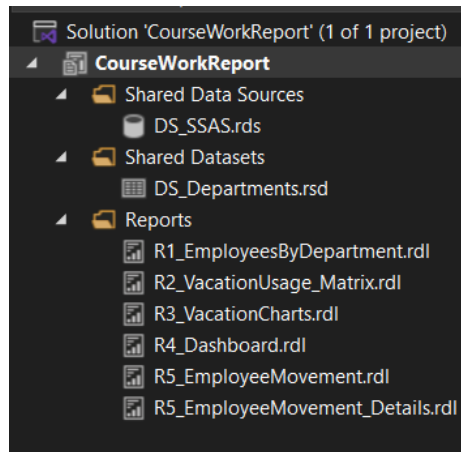 Solution 'CourseWorkReport' (1 of 1 project)
CourseWorkReport
Shared Data Sources
DS_SSAS.rds
Shared Datasets
DS_Departments.rsd
Reports
R1_EmployeesByDepartment.rdl
R2_VacationUsage_Matrix.rdl
R3_VacationCharts.rdl
R4_Dashboard.rdl
R5_EmployeeMovement.rdl
R5_EmployeeMovement_Details.rdl